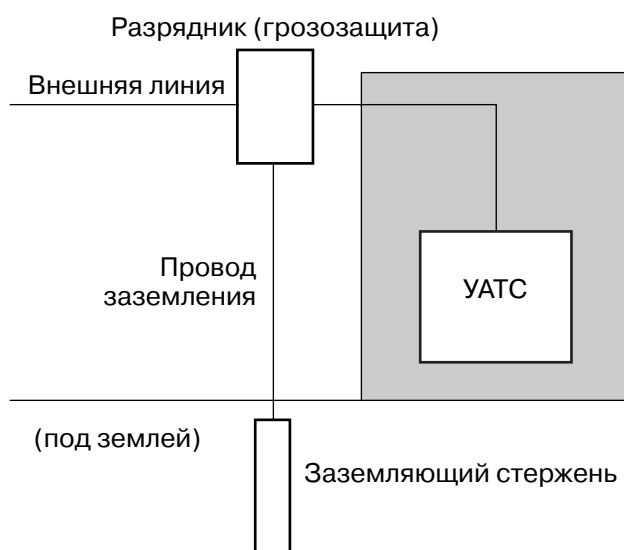 Разрядник (грозозащита)
Внешняя линия
Провод
заземления
УАТС
(под землей)
Заземляющий стержень